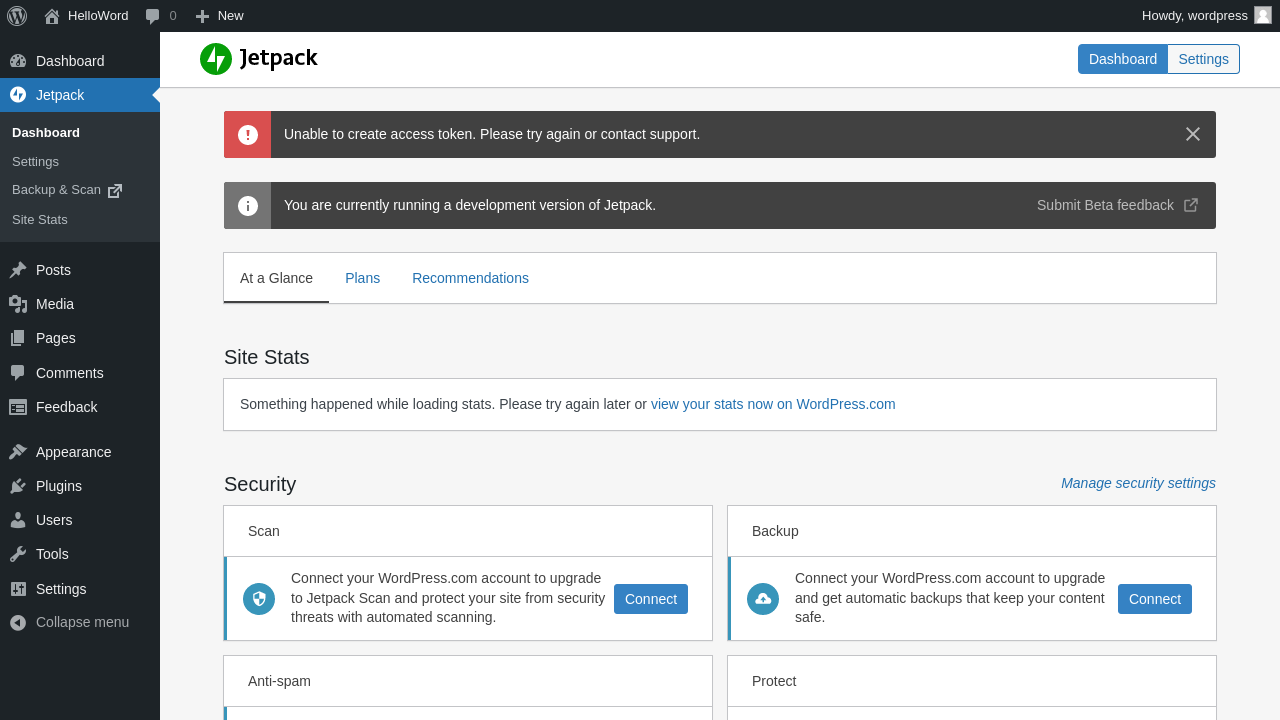 HelloWord 0 New Howdy, wordpress
Dashboard
Jetpack
Dashboard
Settings
Backup & Scan
Site Stats
Posts
Media
Pages
Comments
Feedback
Appearance
Plugins
Users
Tools
Settings
Collapse menu
Jetpack Dashboard Settings
Unable to create access token. Please try again or contact support.
You are currently running a development version of Jetpack. Submit Beta feedback
At a Glance Plans Recommendations
Site Stats
Something happened while loading stats. Please try again later or view your stats now on WordPress.com
Security Manage security settings
Scan
Connect your WordPress.com account to upgrade
to Jetpack Scan and protect your site from security
threats with automated scanning.
Connect
Backup
Connect your WordPress.com account to upgrade
and get automatic backups that keep your content
safe.
Connect
Anti-spam
Protect